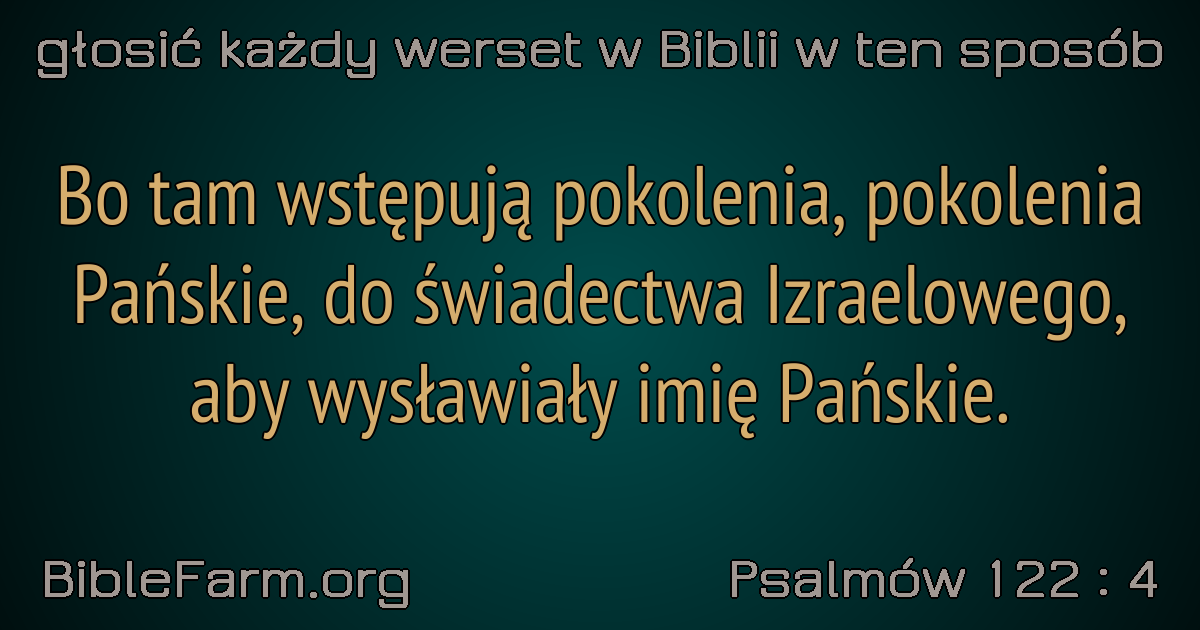 głosić każdy werset w Biblii w ten sposób
Bo tam wstępują pokolenia, pokolenia
Pańskie, do świadectwa Izraelowego,
aby wysławiały imię Pańskie.
BibleFarm.org
Psalmów 122 : 4